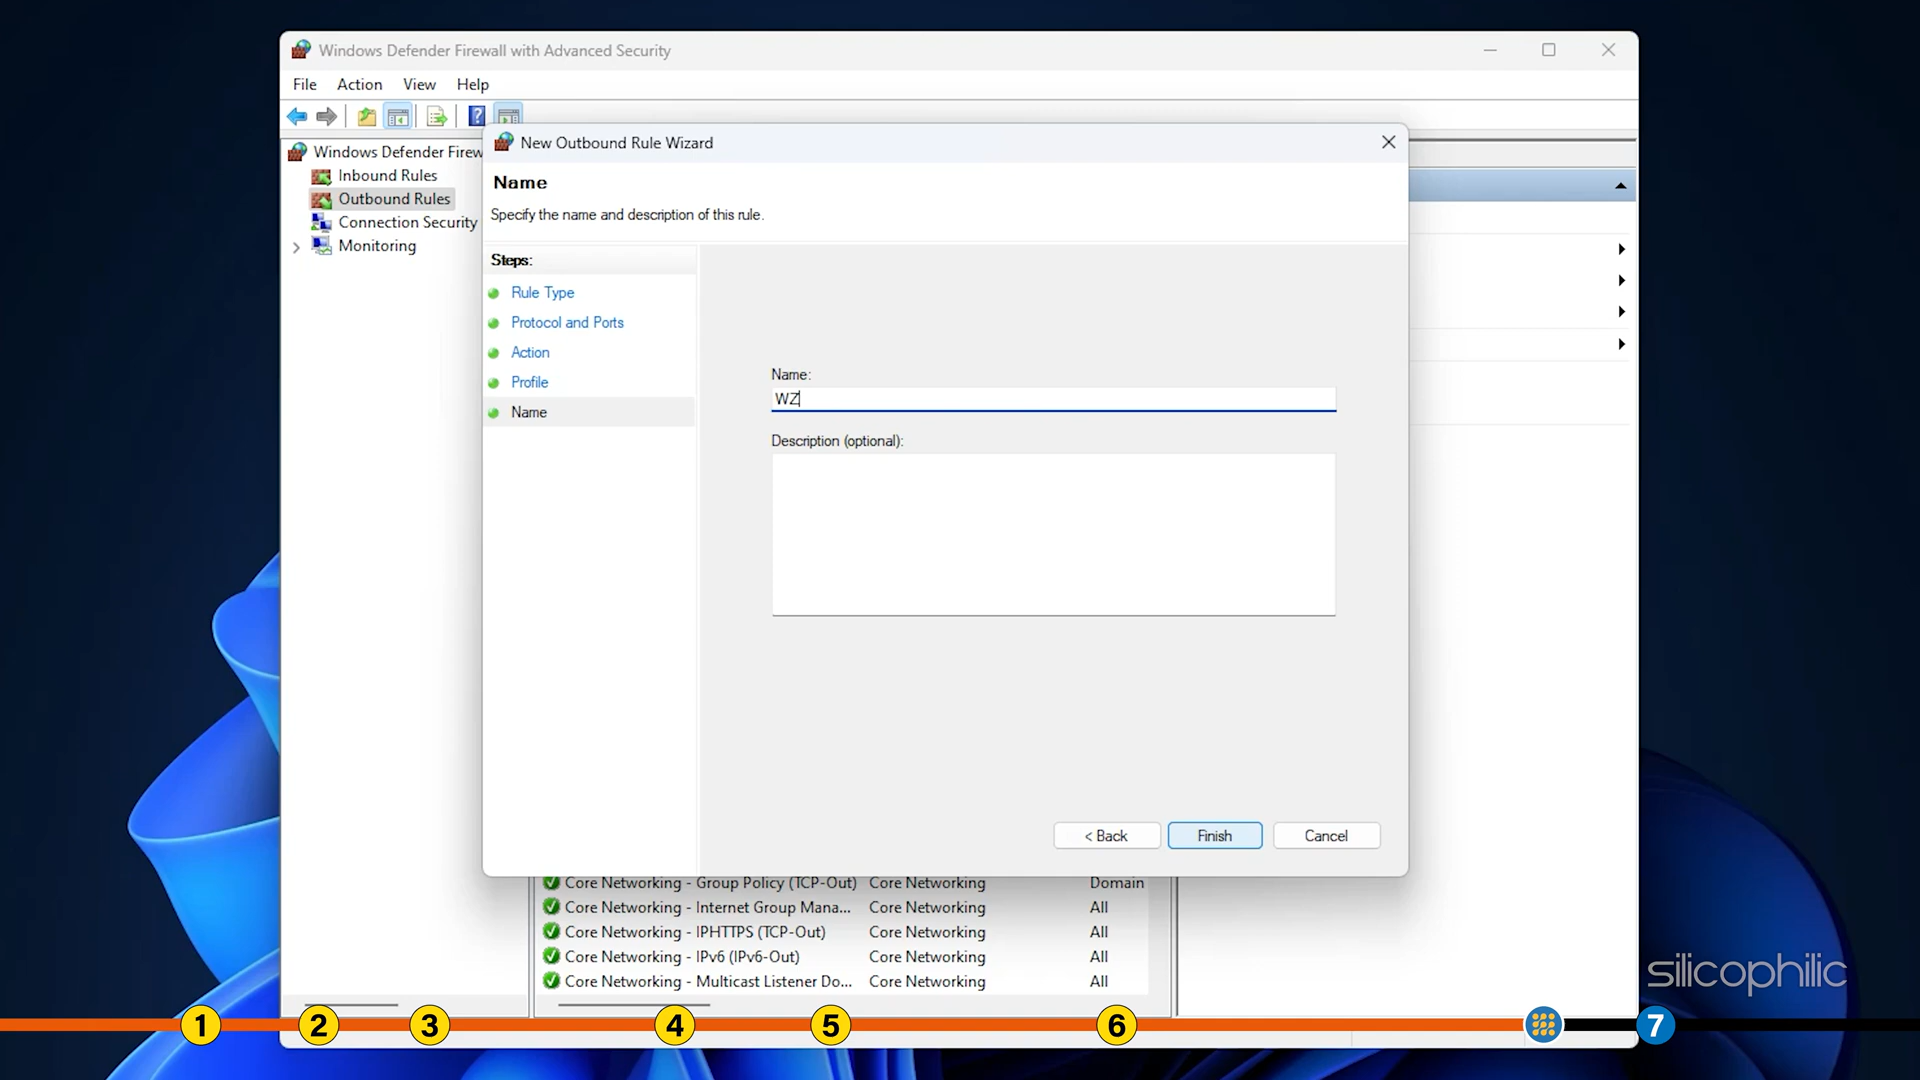 Windows Defender Firewall with Advanced Security
File Action View Help
Windows Defender Firew
Inbound Rules
Outbound Rules
Connection Security
Monitoring
New Outbound Rule Wizard
Name
Specify the name and description of this rule.
Steps:
Rule Type
Protocol and Ports
Action
Profile
Name
Name:
WZ
Description (optional):
< Back Finish Cancel
Core Networking - Group Policy (TCP-Out) Core Networking Domain
Core Networking - Internet Group Mana... Core Networking All
Core Networking - IPHTTPS (TCP-Out) Core Networking All
Core Networking - IPv6 (IPv6-Out) Core Networking All
Core Networking - Multicast Listener Do... Core Networking All
silicophilic
1 2 3 4 5 6 7